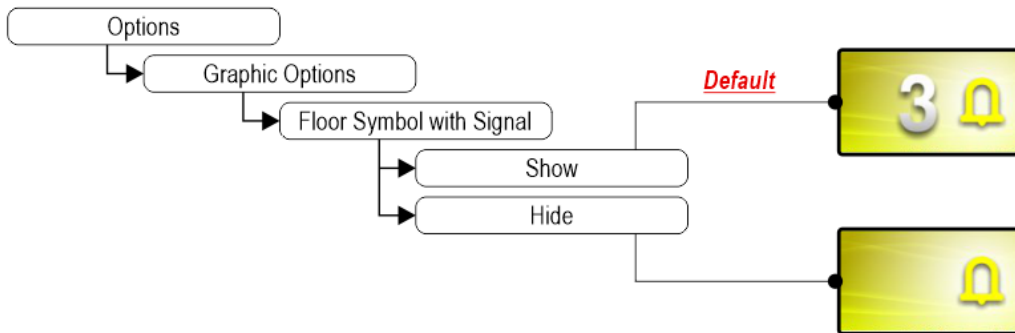 Options
Graphic Options
Floor Symbol with Signal
Default
Show
Hide
3